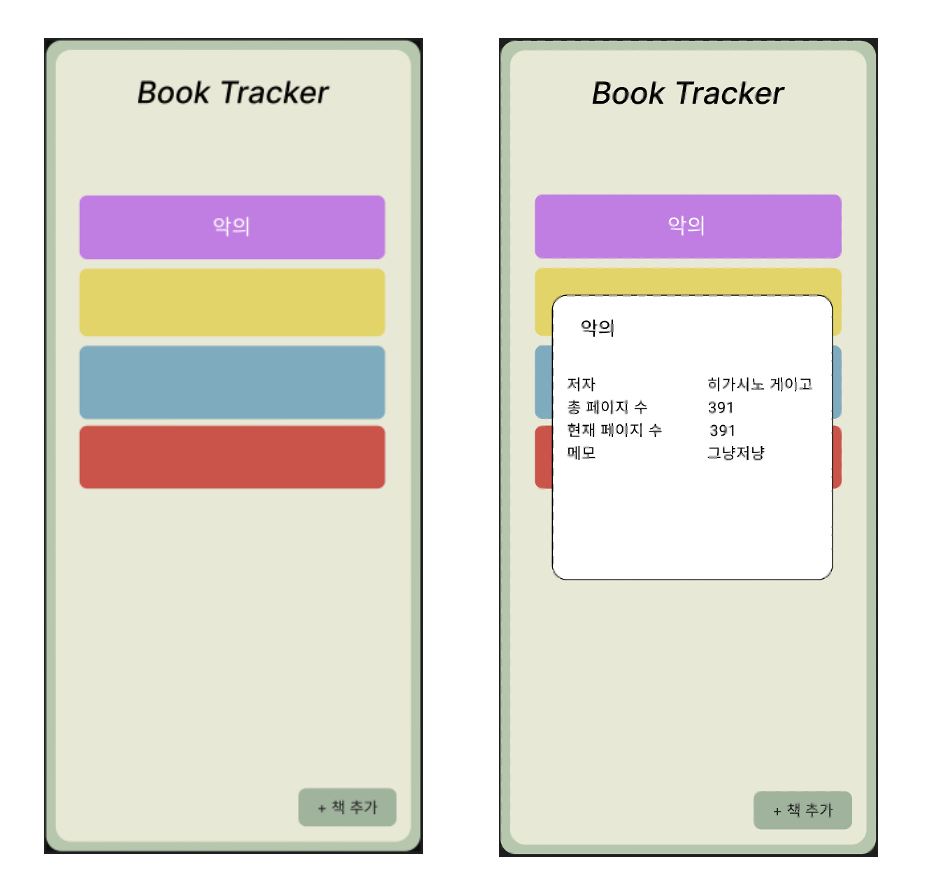 Book Tracker
악의
+ 책 추가
Book Tracker
악의
악의
저자 히가시노 게이고
총 페이지 수 391
현재 페이지 수 391
메모 그냥저냥
+ 책 추가